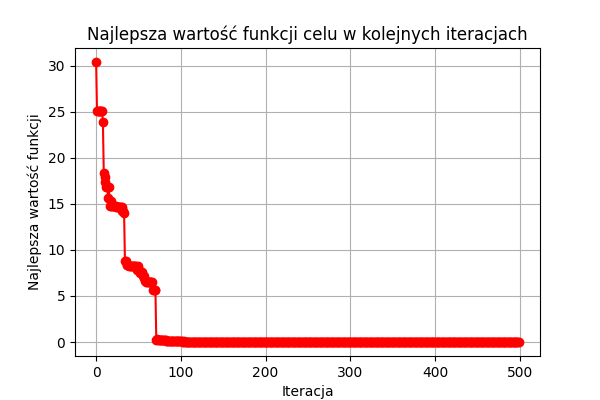 Najlepsza wartość funkcji celu w kolejnych iteracjach
Najlepsza wartość funkcji
30
25
20
15
10
5
0
0 100 200 300 400 500
Iteracja